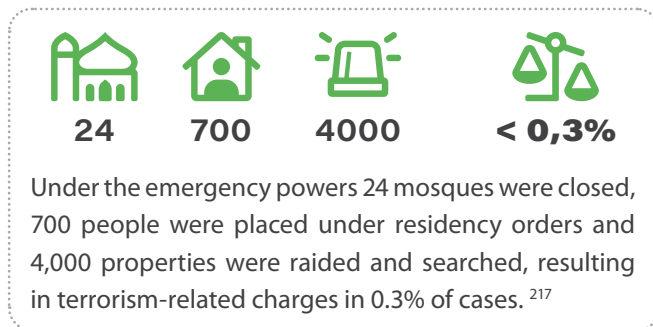 24 700 4000 < 0,3%
Under the emergency powers 24 mosques were closed,
700 people were placed under residency orders and
4,000 properties were raided and searched, resulting
in terrorism-related charges in 0.3% of cases. 217